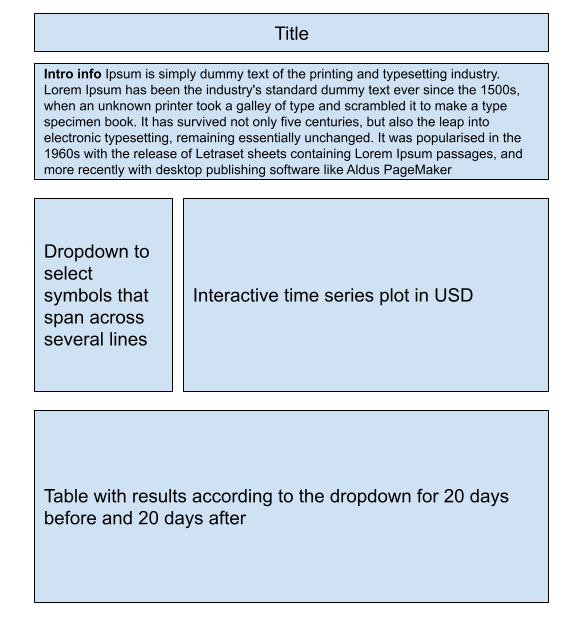 Title
Intro info Ipsum is simply dummy text of the printing and typesetting industry.
Lorem Ipsum has been the industry's standard dummy text ever since the 1500s,
when an unknown printer took a galley of type and scrambled it to make a type
specimen book. It has survived not only five centuries, but also the leap into
electronic typesetting, remaining essentially unchanged. It was popularised in the
1960s with the release of Letraset sheets containing Lorem Ipsum passages, and
more recently with desktop publishing software like Aldus PageMaker
Dropdown to
select
symbols that
span across
several lines
Interactive time series plot in USD
Table with results according to the dropdown for 20 days
before and 20 days after